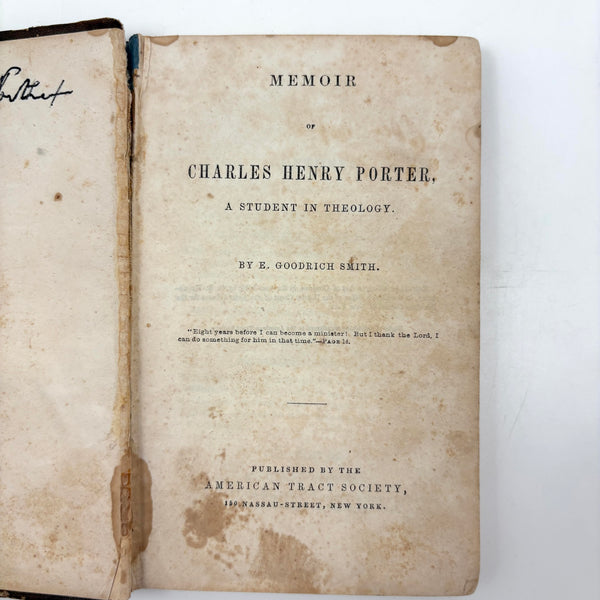 MEMOIR
OF
CHARLES HENRY PORTER,
A STUDENT IN THEOLOGY.
BY E. GOODRICH SMITH.
"Eight years before I can become a minister! But I thank the Lord, I
can do something for him in that time."—PAGE 14.
PUBLISHED BY THE
AMERICAN TRACT SOCIETY,
150 NASSAU-STREET, NEW YORK.